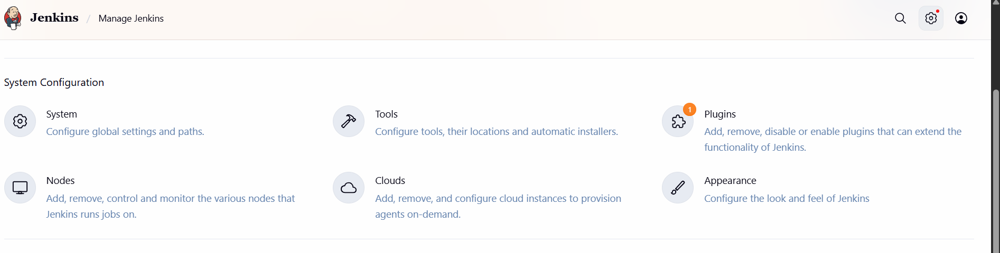 Jenkins / Manage Jenkins
System Configuration
System
Configure global settings and paths.
Tools
Configure tools, their locations and automatic installers.
1
Plugins
Add, remove, disable or enable plugins that can extend the
functionality of Jenkins.
Nodes
Add, remove, control and monitor the various nodes that
Jenkins runs jobs on.
Clouds
Add, remove, and configure cloud instances to provision
agents on-demand.
Appearance
Configure the look and feel of Jenkins